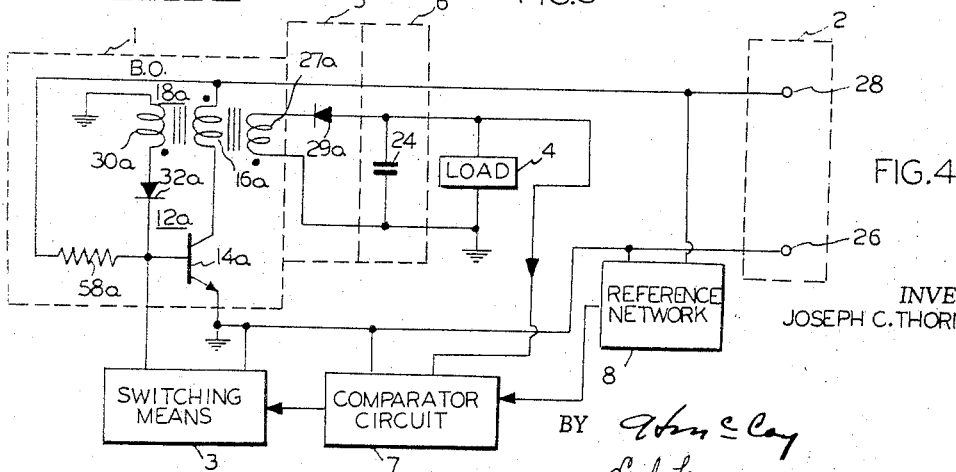 FIG.
1
5
6
2
B.O.
27a
18a
28
30a
16a
29a
24
LOAD
4
FIG.4
32a
12a
14a
26
58a
REFERENCE
NETWORK
INVE
JOSEPH C.THOR
8
SWITCHING
MEANS
COMPARATOR
CIRCUIT
BY
3
7